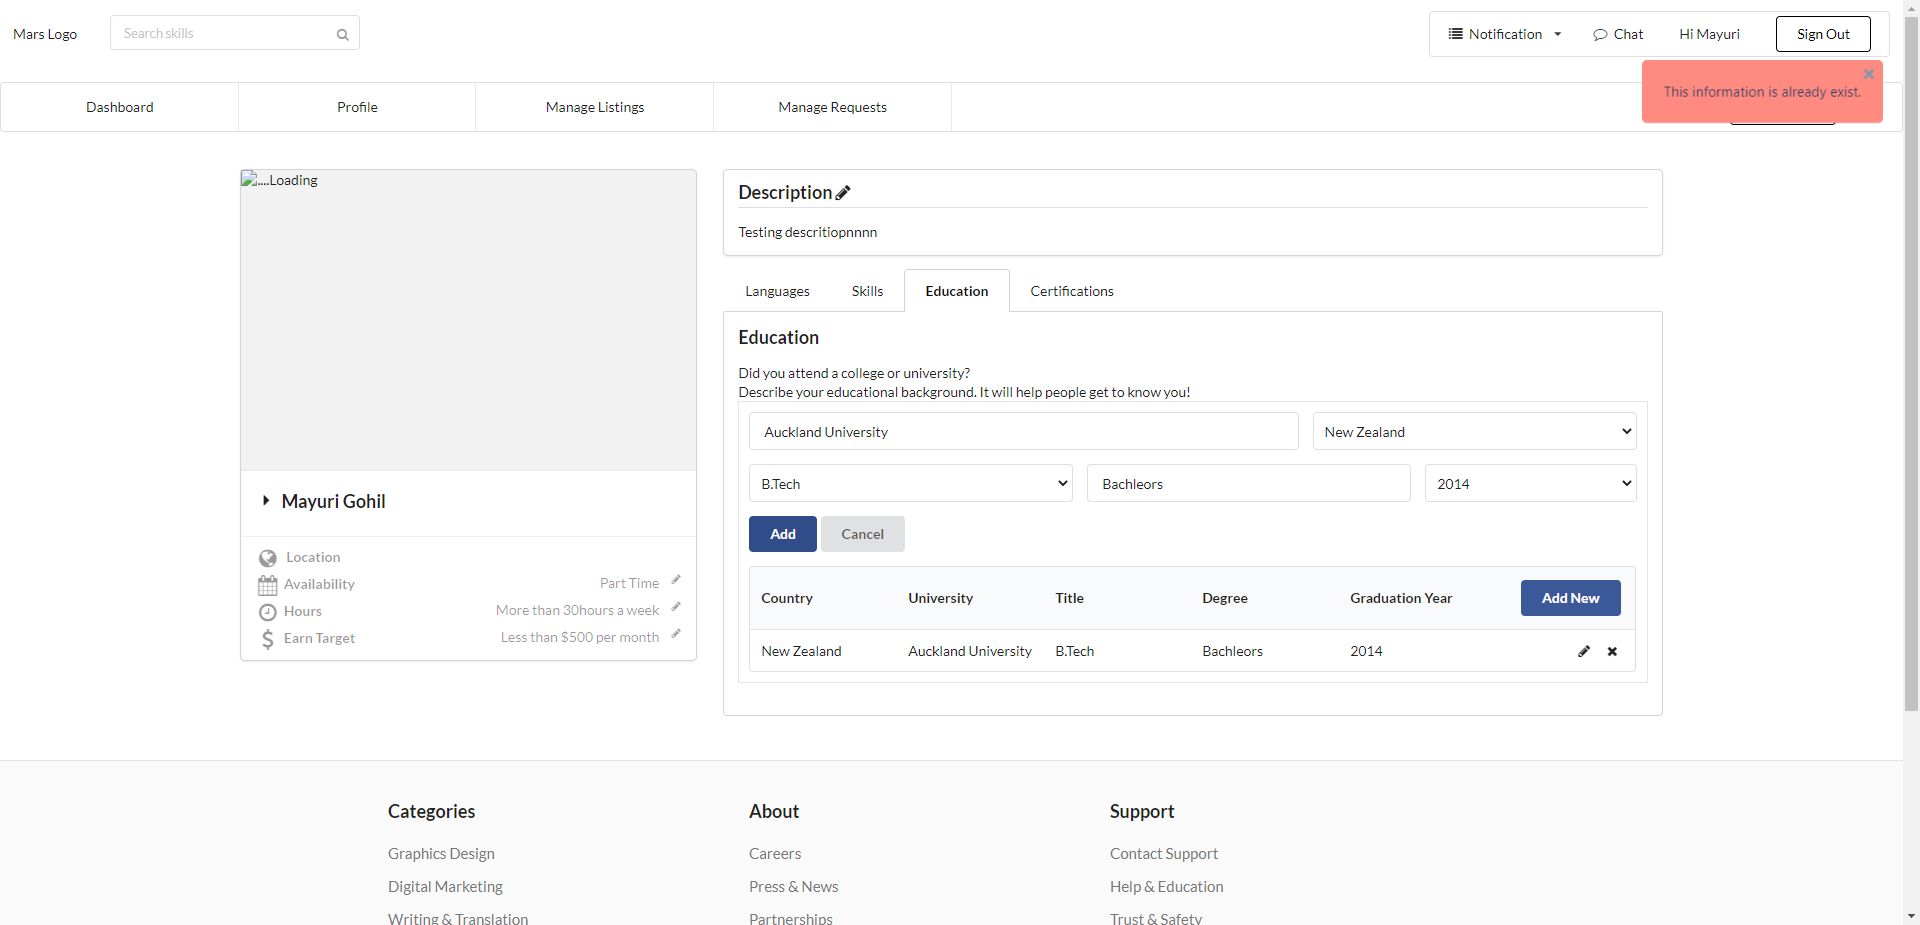 Mars Logo
Search skills
Notification
Chat
Hi Mayuri
Sign Out
This information is already exist.
Dashboard
Profile
Manage Listings
Manage Requests
....Loading
Mayuri Gohil
Location
Availability
Part Time
Hours
More than 30hours a week
Earn Target
Less than $500 per month
Description
Testing descritiopnnnn
Languages
Skills
Education
Certifications
Education
Did you attend a college or university?
Describe your educational background. It will help people get to know you!
Auckland University
New Zealand
B.Tech
Bachleors
2014
Add
Cancel
Country University Title Degree Graduation Year Add New
New Zealand Auckland University B.Tech Bachleors 2014
Categories
Graphics Design
Digital Marketing
Writing & Translation
About
Careers
Press & News
Partnerships
Support
Contact Support
Help & Education
Trust & Safety